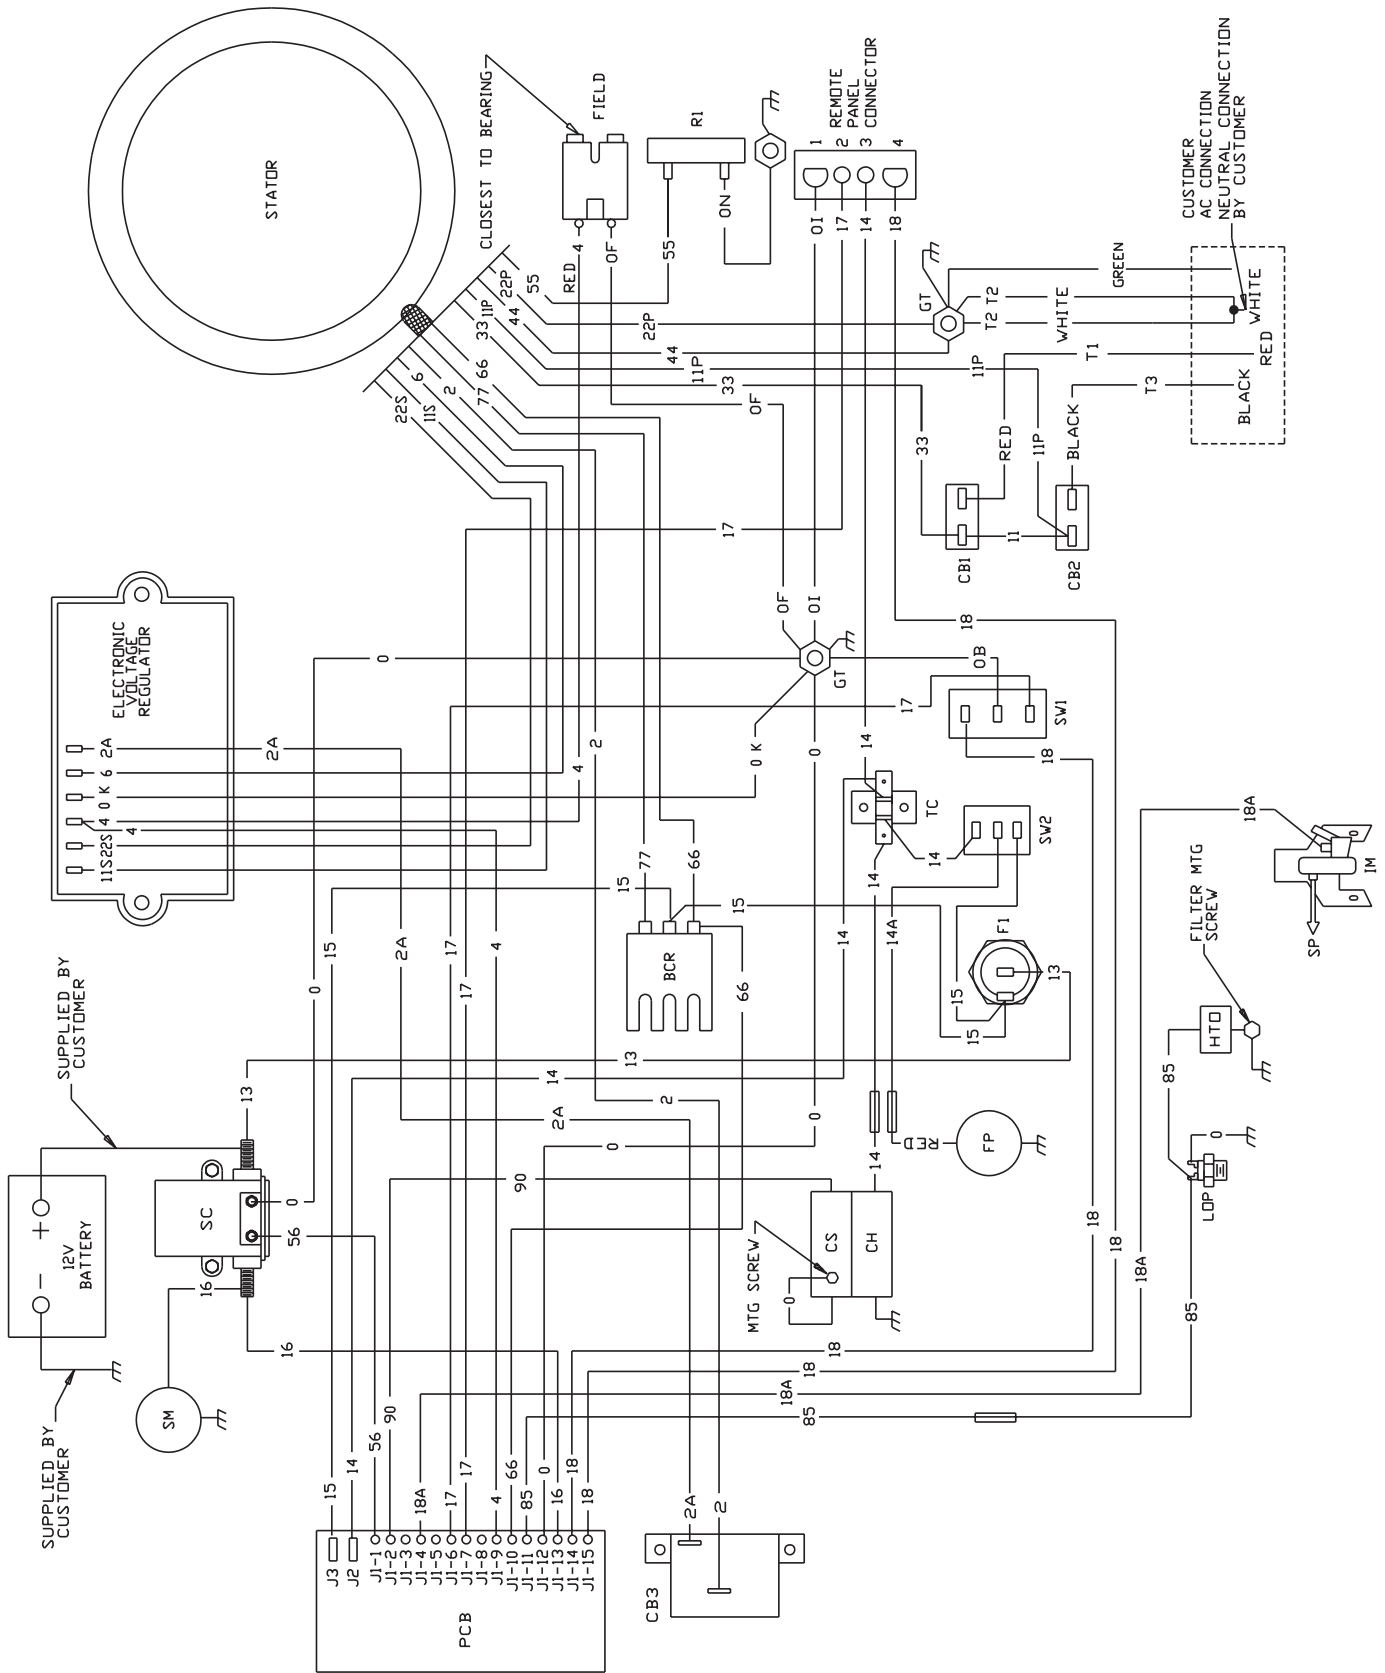 STATOR
CLOSEST TO BEARING
FIELD
R1
REMOTE
PANEL
CONNECTOR
1
2
3
4
CUSTOMER
AC CONNECTION
NEUTRAL CONNECTION
BY CUSTOMER
22S
11S
6
2
77
66
33
11P
44
22P
55
RED
4
0F
55
0N
0I
17
14
18
GT
GREEN
T2
T2
WHITE
WHITE
RED
BLACK
22P
44
11P
33
0F
11P
T1
T3
33
RED
11P
BLACK
11
CB1
CB2
17
ELECTRONIC
VOLTAGE
REGULATOR
2A
6
0 K
4
4
22S
11S
2A
0
0F
0I
GT
0B
18
17
SW1
18
2
4
0 K
0
14
TC
14
SW2
14
14A
14
15
77
66
15
BCR
66
15
2A
17
17
4
0
F1
15
13
15
18A
IM
SP
FILTER MTG
SCREW
HTO
85
LOP
0
85
SUPPLIED BY
CUSTOMER
13
13
14
2A
2
0
0
14
RED
FP
90
CS
CH
MTG SCREW
0
12V
BATTERY
+
−
SC
0
56
16
16
SM
SUPPLIED BY
CUSTOMER
18
18
18A
18
18
18A
85
15
14
56
90
18A
17
17
4
66
85
0
16
18
18
J3
J2
J1-1
J1-2
J1-3
J1-4
J1-5
J1-6
J1-7
J1-8
J1-9
J1-10
J1-11
J1-12
J1-13
J1-14
J1-15
PCB
CB3
2A
2